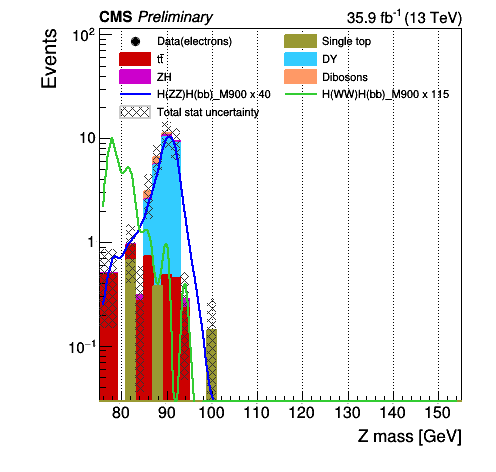 CMS Preliminary 35.9 fb⁻¹ (13 TeV)
Events
Data(electrons) Single top
tt̄ DY
ZH Dibosons
H(ZZ)H(bb)_M900 x 40 H(WW)H(bb)_M900 x 115
Total stat uncertainty
10²
10
1
10⁻¹
80 90 100 110 120 130 140 150
Z mass [GeV]